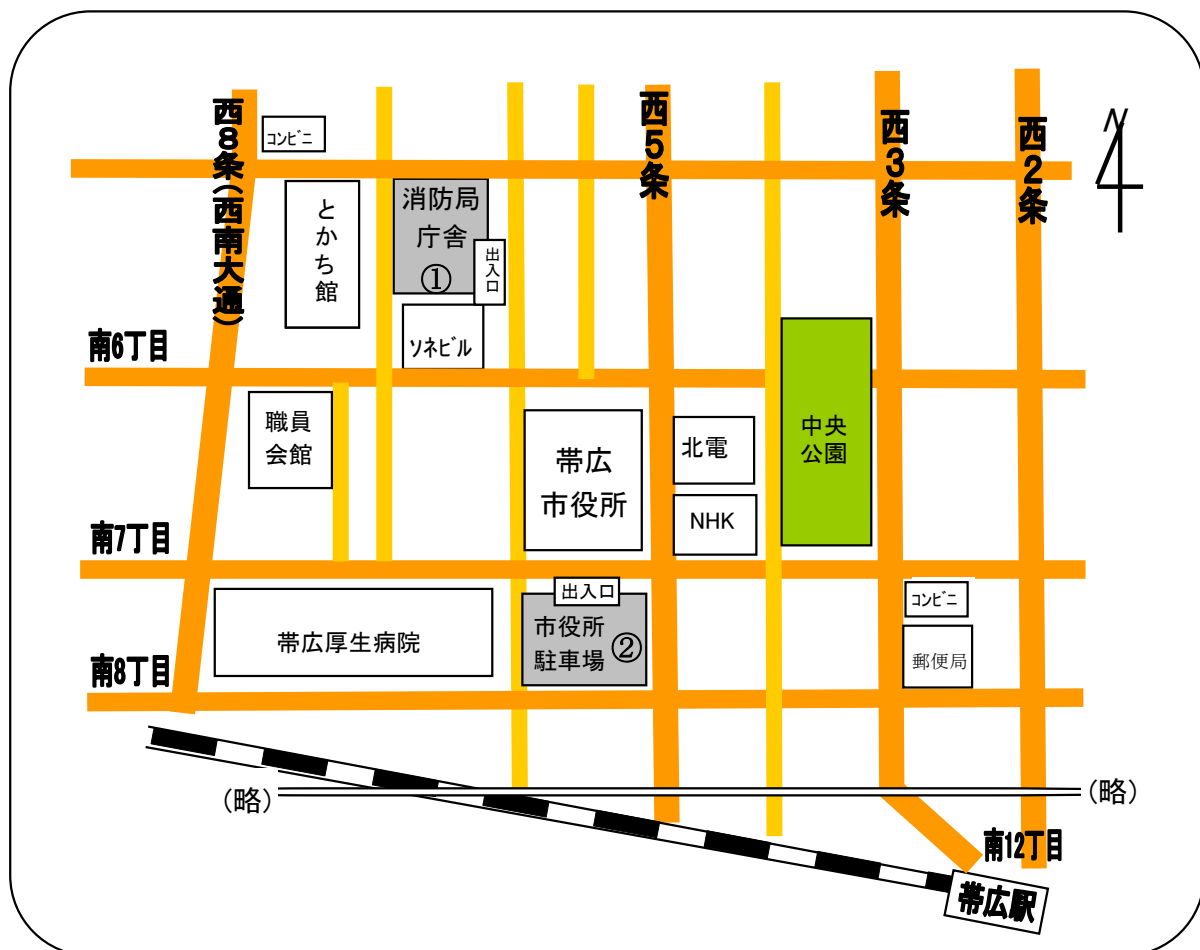 西8条(西南大通)
コンビニ
西5条
西3条
西2条
N
とかち館
消防局
庁舎
①
出入口
ソネビル
南6丁目
職員
会館
帯広
市役所
北電
NHK
中央
公園
南7丁目
帯広厚生病院
出入口
市役所
駐車場
②
コンビニ
郵便局
南8丁目
(略)
(略)
南12丁目
帯広駅